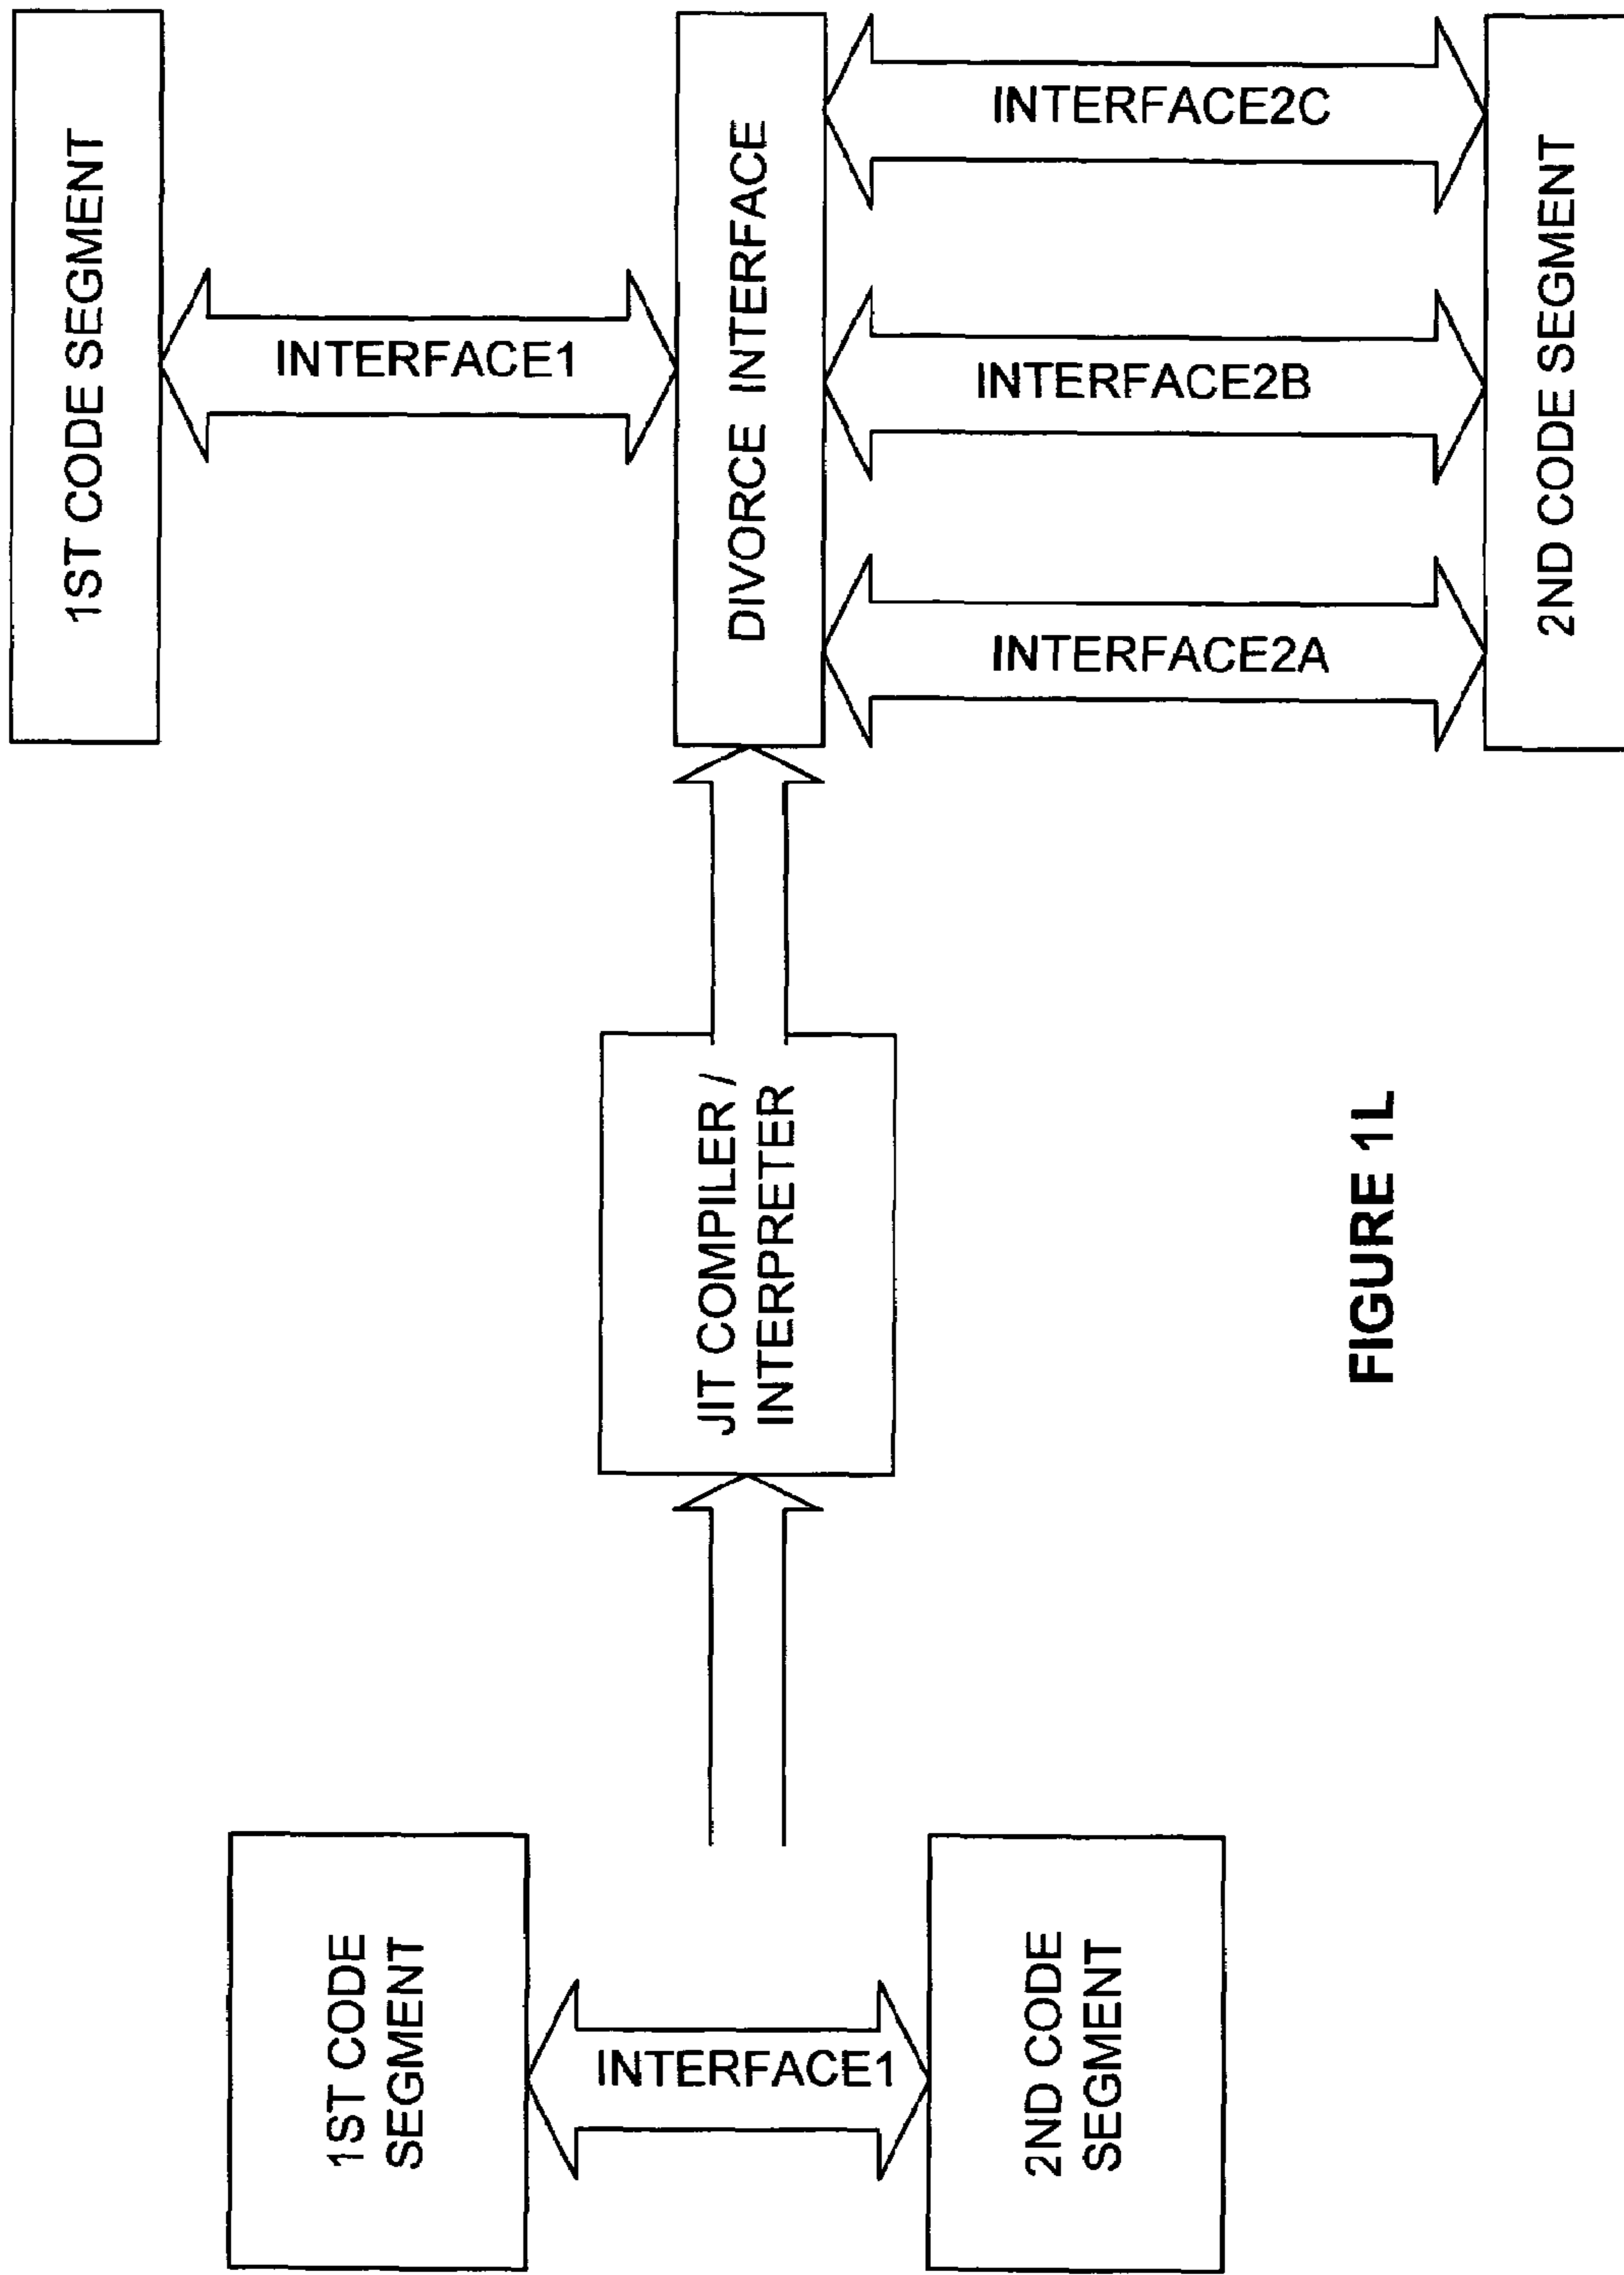 1ST CODE
SEGMENT
INTERFACE1
2ND CODE
SEGMENT
JIT COMPILER /
INTERPRETER
1ST CODE SEGMENT
INTERFACE1
DIVORCE INTERFACE
INTERFACE2A
INTERFACE2B
INTERFACE2C
2ND CODE SEGMENT
FIGURE 1L